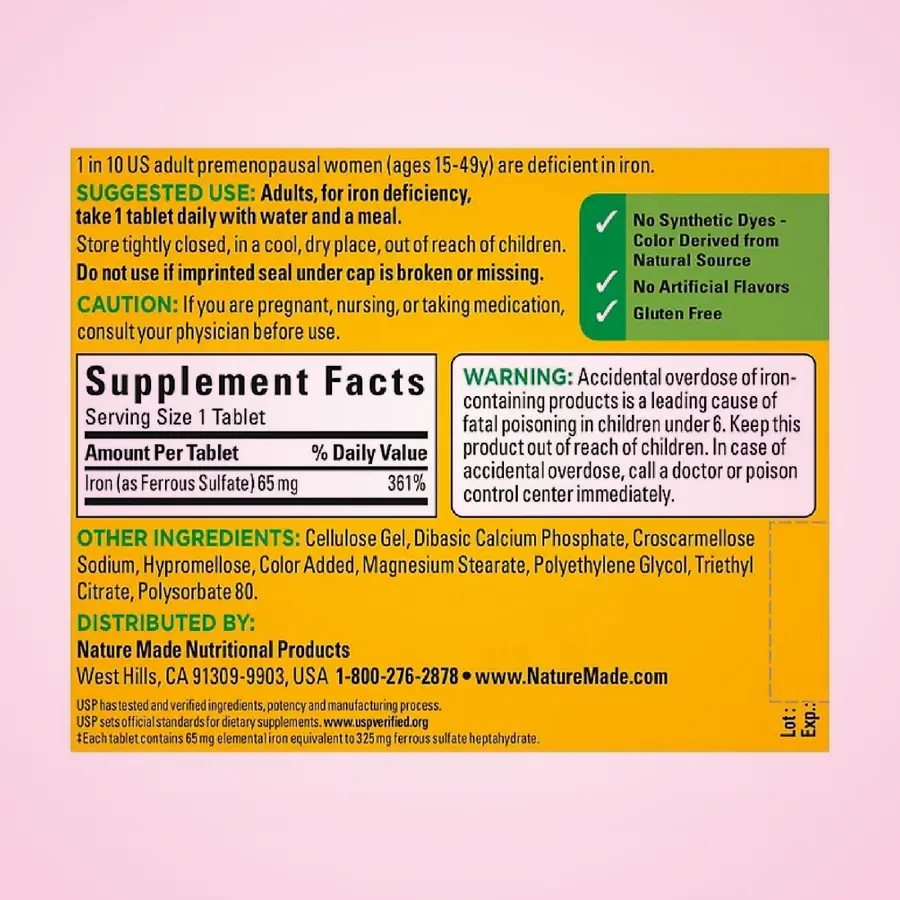 1 in 10 US adult premenopausal women (ages 15-49y) are deficient in iron.
SUGGESTED USE: Adults, for iron deficiency,
take 1 tablet daily with water and a meal.
Store tightly closed, in a cool, dry place, out of reach of children.
Do not use if imprinted seal under cap is broken or missing.
CAUTION: If you are pregnant, nursing, or taking medication,
consult your physician before use.
No Synthetic Dyes -
Color Derived from
Natural Source
No Artificial Flavors
Gluten Free
Supplement Facts
Serving Size 1 Tablet
Amount Per Tablet % Daily Value
Iron (as Ferrous Sulfate) 65 mg 361%
WARNING: Accidental overdose of iron-
containing products is a leading cause of
fatal poisoning in children under 6. Keep this
product out of reach of children. In case of
accidental overdose, call a doctor or poison
control center immediately.
OTHER INGREDIENTS: Cellulose Gel, Dibasic Calcium Phosphate, Croscarmellose
Sodium, Hypromellose, Color Added, Magnesium Stearate, Polyethylene Glycol, Triethyl
Citrate, Polysorbate 80.
DISTRIBUTED BY:
Nature Made Nutritional Products
West Hills, CA 91309-9903, USA 1-800-276-2878 • www.NatureMade.com
USP has tested and verified ingredients, potency and manufacturing process.
USP sets official standards for dietary supplements. www.uspverified.org
‡Each tablet contains 65 mg elemental iron equivalent to 325 mg ferrous sulfate heptahydrate.
Lot :
Exp.: